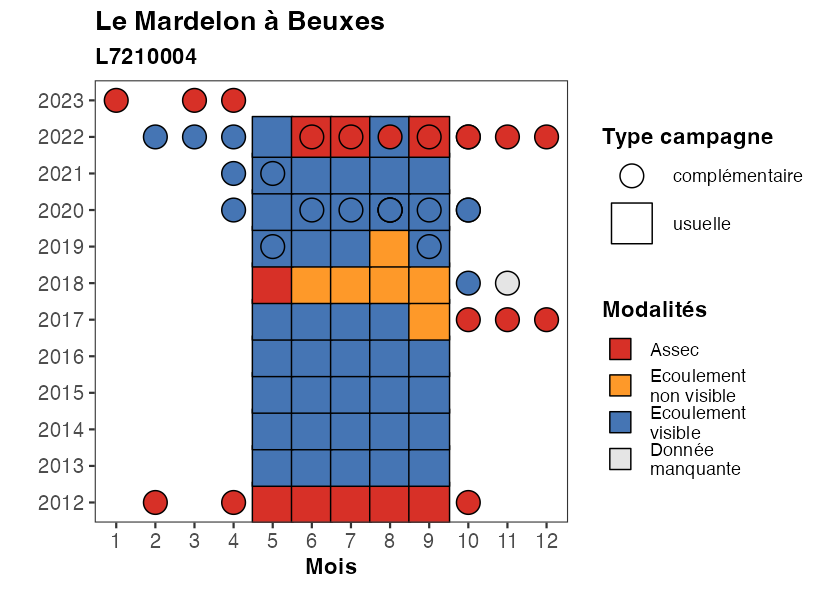 Le Mardelon à Beuxes
L7210004
2023
2022
2021
2020
2019
2018
2017
2016
2015
2014
2013
2012
1 2 3 4 5 6 7 8 9 10 11 12
Mois
Type campagne
complémentaire
usuelle
Modalités
Assec
Ecoulement
non visible
Ecoulement
visible
Donnée
manquante